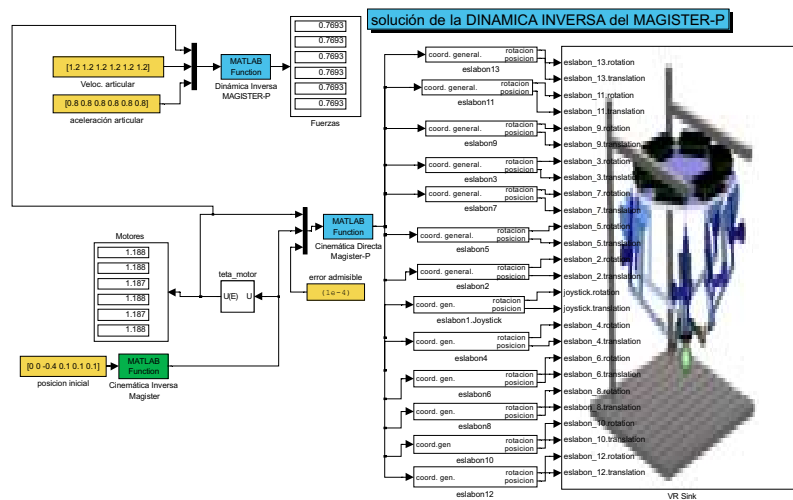 solución de la DINAMICA INVERSA del MAGISTER-P
[1.2 1.2 1.2 1.2 1.2 1.2]
Veloc. articular
[0.8 0.8 0.8 0.8 0.8 0.8]
aceleración articular
MATLAB
Function
Dinámica Inversa
MAGISTER-P
0.7693
0.7693
0.7693
0.7693
0.7693
0.7693
Fuerzas
MATLAB
Function
Cinemática Directa
Magister-P
error admisible
(1e-4)
Motores
1.188
1.188
1.187
1.188
1.187
1.188
teta_motor
U(E) U
[0 0 -0.4 0.1 0.1 0.1]
posicion inicial
MATLAB
Function
Cinemática Inversa
Magister
coord. general. rotacion
posicion
eslabon13
coord. general. rotacion
posicion
eslabon11
coord. general. rotacion
posicion
eslabon9
coord. general. rotacion
posicion
eslabon3
coord. general. rotacion
posicion
eslabon7
coord. general. rotacion
posicion
eslabon5
coord. general. rotacion
posicion
eslabon2
coord. gen. rotacion
posicion
eslabon1.Joystick
coord. gen. rotacion
posicion
eslabon4
coord. gen. rotacion
posicion
eslabon6
coord. gen. rotacion
posicion
eslabon8
coord.gen rotacion
posicion
eslabon10
coord. gen. rotacion
posicion
eslabon12
eslabon_13.rotation
eslabon_13.translation
eslabon_11.rotation
eslabon_11.translation
eslabon_9.rotation
eslabon_9.translation
eslabon_3.rotation
eslabon_3.translation
eslabon_7.rotation
eslabon_7.translation
eslabon_5.rotation
eslabon_5.translation
eslabon_2.rotation
eslabon_2.translation
joystick.rotation
joystick.translation
eslabon_4.rotation
eslabon_4.translation
eslabon_6.rotation
eslabon_6.translation
eslabon_8.rotation
eslabon_8.translation
eslabon_10.rotation
eslabon_10.translation
eslabon_12.rotation
eslabon_12.translation
VR Sink